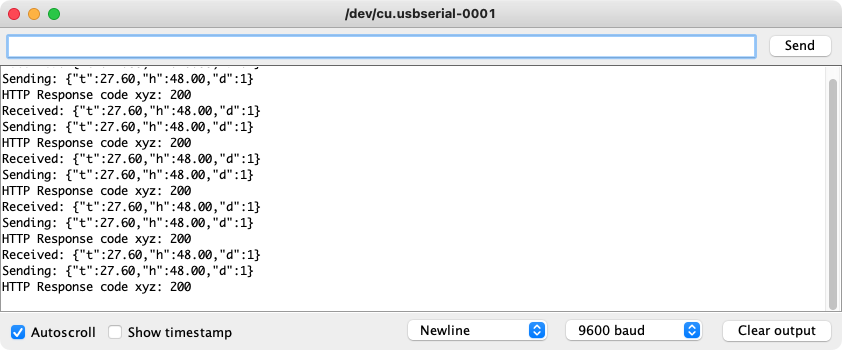 /dev/cu.usbserial-0001
Send
Sending: {"t":27.60,"h":48.00,"d":1}
HTTP Response code xyz: 200
Received: {"t":27.60,"h":48.00,"d":1}
Sending: {"t":27.60,"h":48.00,"d":1}
HTTP Response code xyz: 200
Received: {"t":27.60,"h":48.00,"d":1}
Sending: {"t":27.60,"h":48.00,"d":1}
HTTP Response code xyz: 200
Received: {"t":27.60,"h":48.00,"d":1}
Sending: {"t":27.60,"h":48.00,"d":1}
HTTP Response code xyz: 200
Received: {"t":27.60,"h":48.00,"d":1}
Sending: {"t":27.60,"h":48.00,"d":1}
HTTP Response code xyz: 200
Autoscroll Show timestamp Newline 9600 baud Clear output